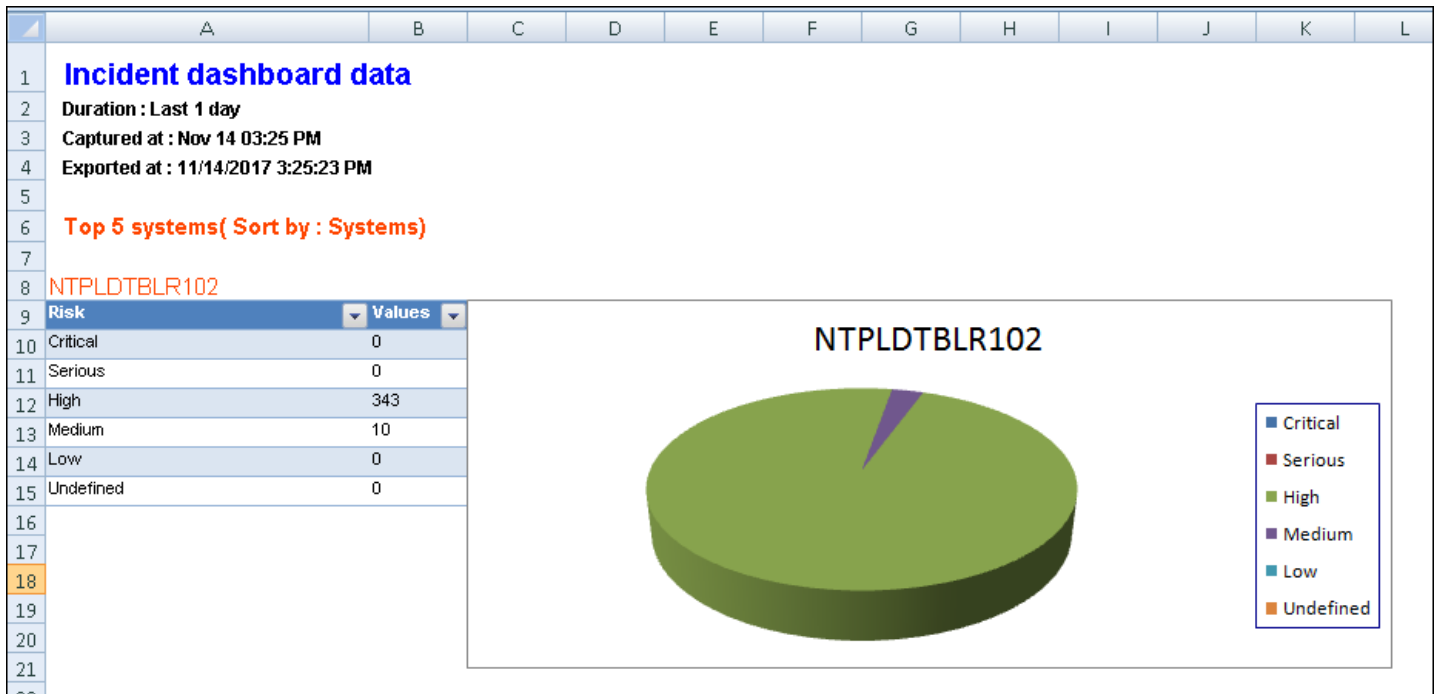 A B C D E F G H I J K L
1 Incident dashboard data
2 Duration : Last 1 day
3 Captured at : Nov 14 03:25 PM
4 Exported at : 11/14/2017 3:25:23 PM
5
6 Top 5 systems( Sort by : Systems)
7
8 NTPLDTBLR102
9 Risk Values
10 Critical 0
11 Serious 0
12 High 343
13 Medium 10
14 Low 0
15 Undefined 0
16
17
18
19
20
21
NTPLDTBLR102
Critical
Serious
High
Medium
Low
Undefined